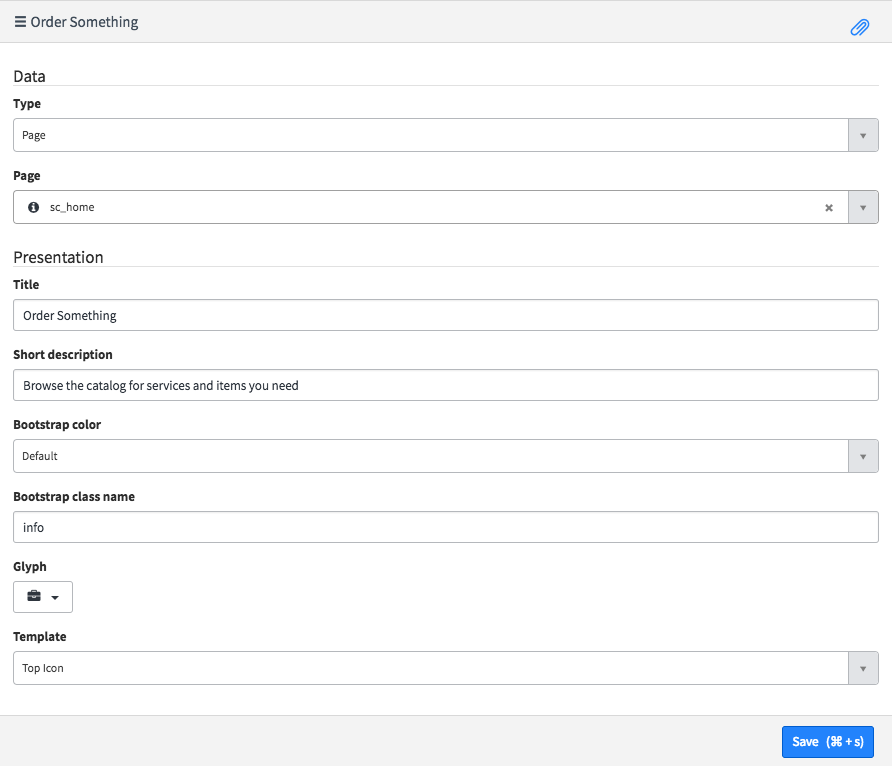 Order Something
Data
Type
Page
Page
sc_home
Presentation
Title
Order Something
Short description
Browse the catalog for services and items you need
Bootstrap color
Default
Bootstrap class name
info
Glyph
Template
Top Icon
Save (⌘ + s)